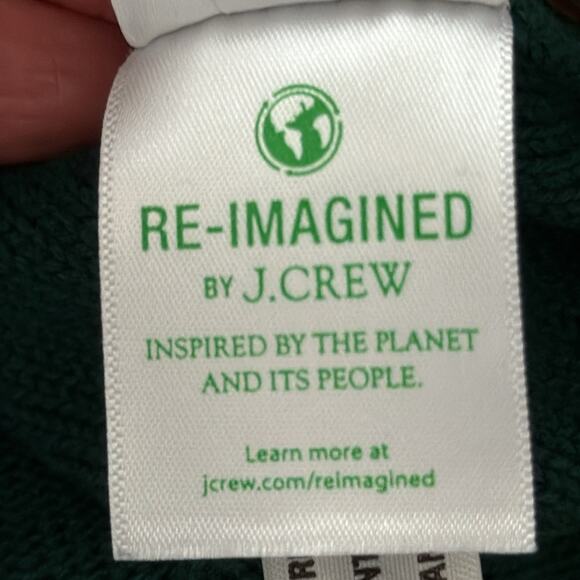 RE-IMAGINED
BY J.CREW
INSPIRED BY THE PLANET
AND ITS PEOPLE.
Learn more at
jcrew.com/reimagined